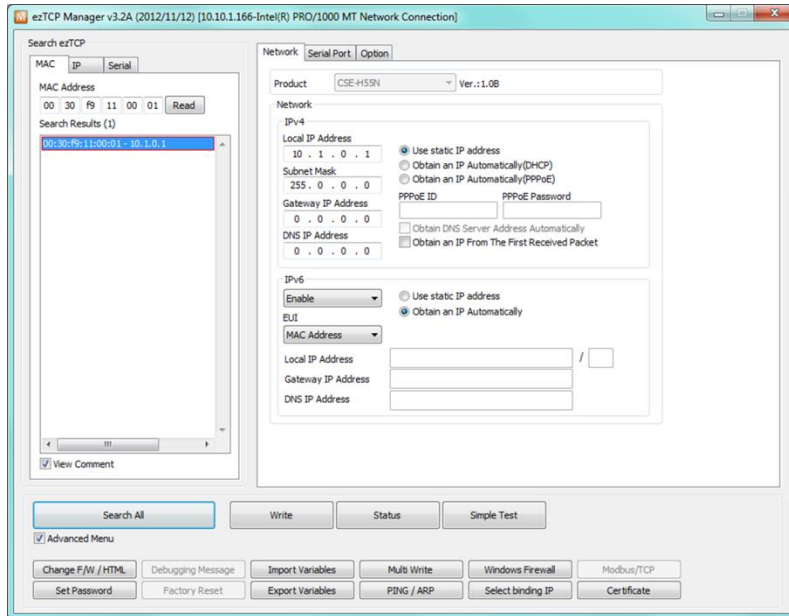 ezTCP Manager v3.2A (2012/11/12) [10.10.1.166-Intel(R) PRO/1000 MT Network Connection]
Search ezTCP
MAC IP Serial
MAC Address
00 30 f9 11 00 01 Read
Search Results (1)
00:30:f9:11:00:01 - 10.1.0.1
View Comment
Network Serial Port Option
Product CSE-H55N Ver.:1.0B
Network
IPv4
Local IP Address
10 . 1 . 0 . 1
Subnet Mask
255 . 0 . 0 . 0
Gateway IP Address
0 . 0 . 0 . 0
DNS IP Address
0 . 0 . 0 . 0
Use static IP address
Obtain an IP Automatically(DHCP)
Obtain an IP Automatically(PPPoE)
PPPoE ID PPPoE Password
Obtain DNS Server Address Automatically
Obtain an IP From The First Received Packet
IPv6
Enable
EUI
MAC Address
Use static IP address
Obtain an IP Automatically
Local IP Address /
Gateway IP Address
DNS IP Address
Search All Write Status Simple Test
Advanced Menu
Change F/W / HTML Debugging Message Import Variables Multi Write Windows Firewall Modbus/TCP
Set Password Factory Reset Export Variables PING / ARP Select binding IP Certificate